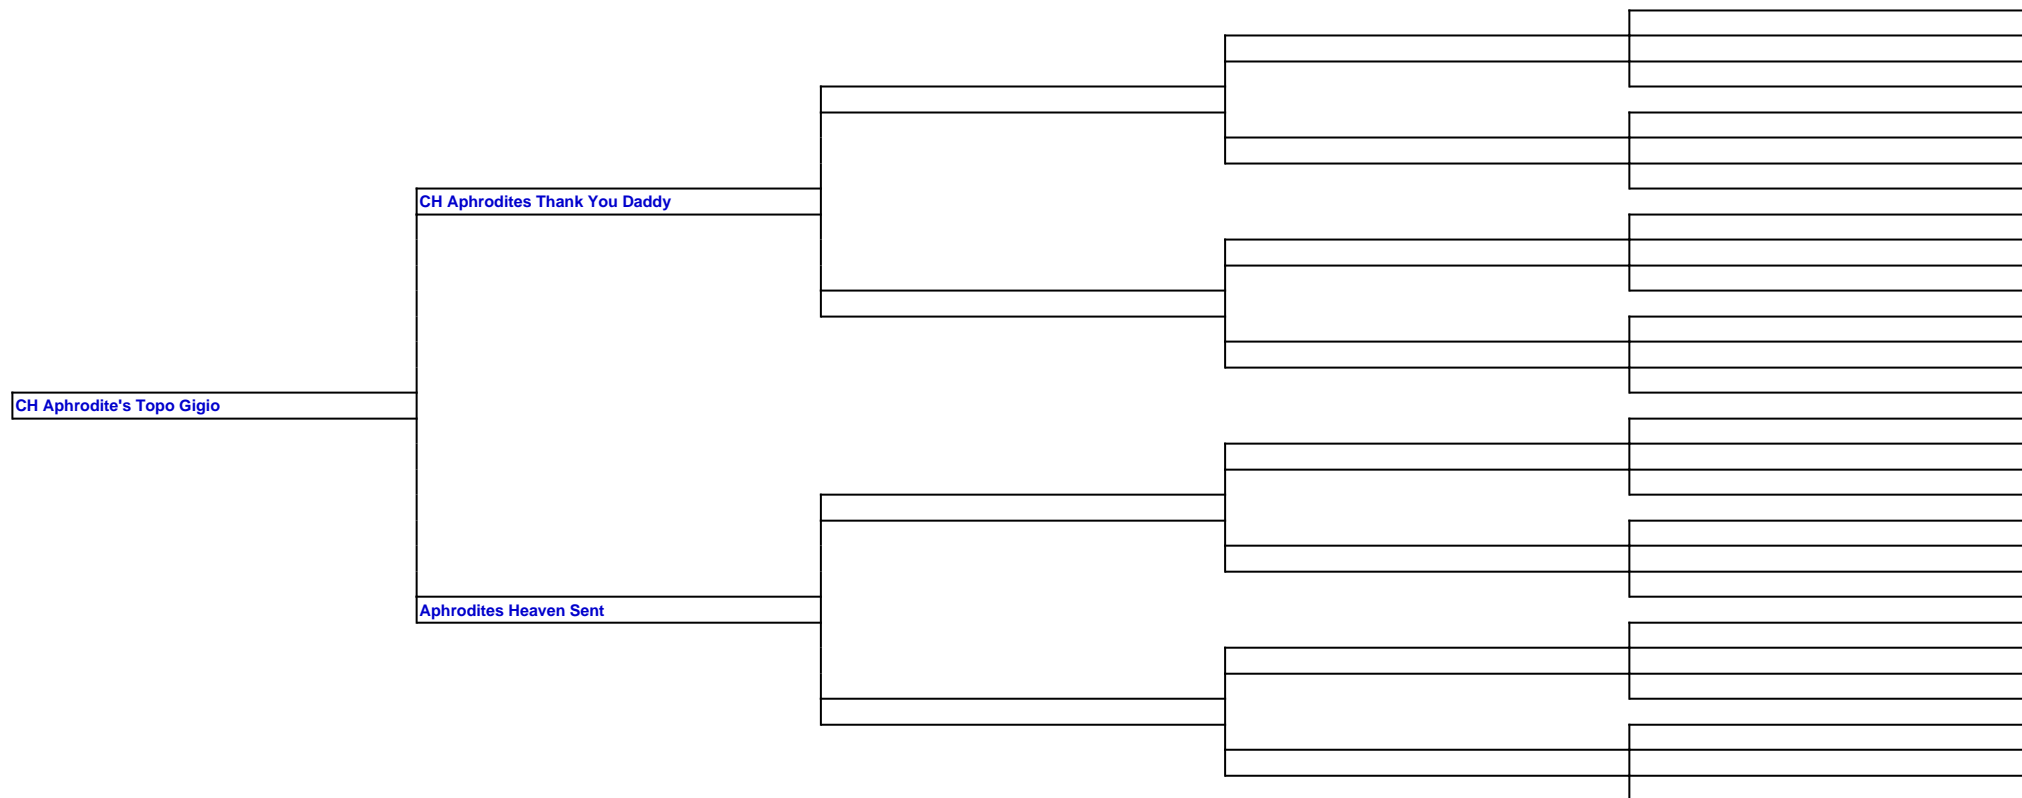 CH Aphrodites Thank You Daddy
CH Aphrodite's Topo Gigio
Aphrodites Heaven Sent